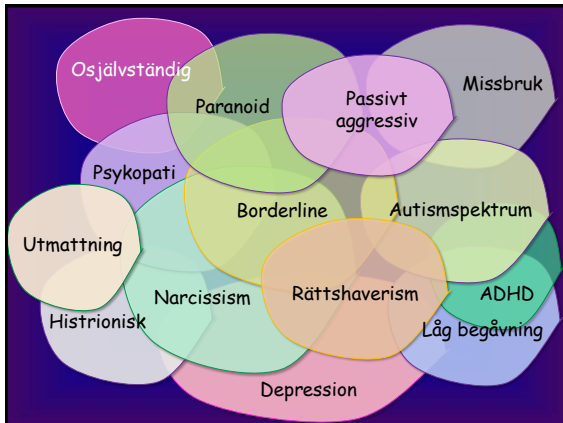 Osjälvständig
Missbruk
Paranoid
Passivt
aggressiv
Psykopati
Borderline
Autismspektrum
Utmattning
Narcissism
Rättshaverism
ADHD
Histrionisk
Låg begåvning
Depression